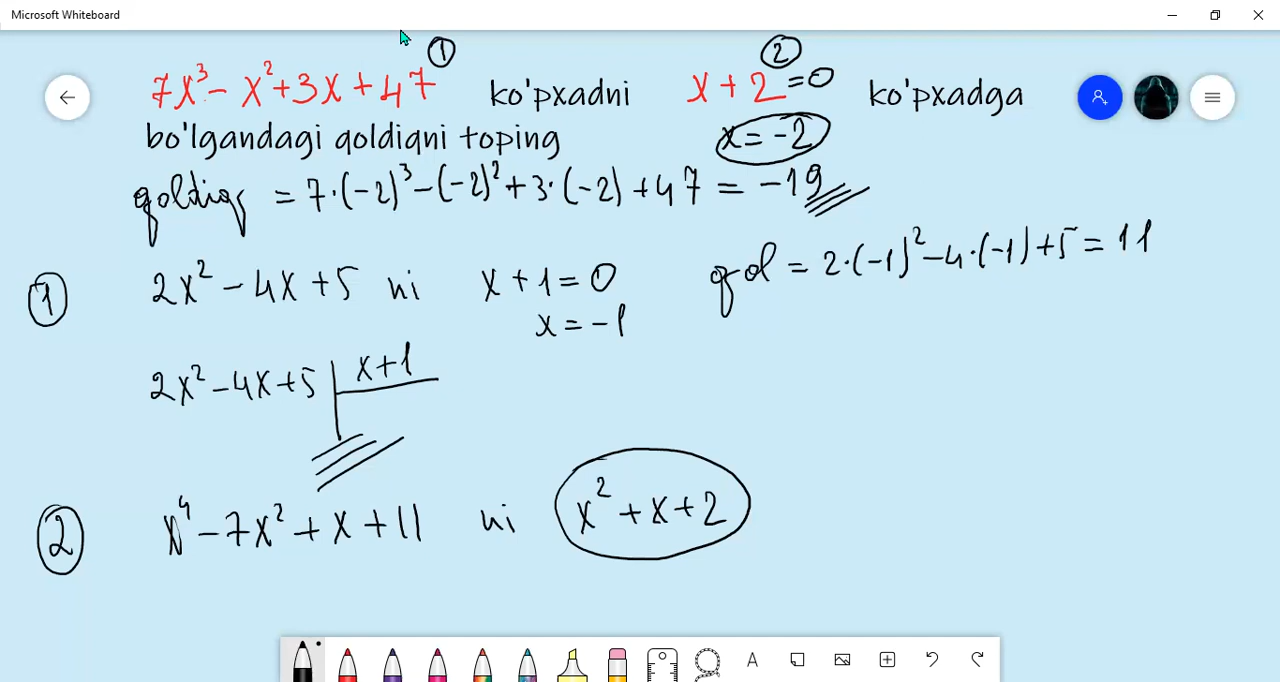 Microsoft Whiteboard
① ②
7x³ - x² + 3x + 47 ko'pxadni x + 2 = 0 ko'pxadga
bo'lgandagi qoldiqni toping x = -2
qoldiq = 7·(-2)³ - (-2)² + 3·(-2) + 47 = -19
① 2x² - 4x + 5 ni x + 1 = 0 qol = 2·(-1)² - 4·(-1) + 5 = 11
x = -1
2x² - 4x + 5 | x + 1
② x⁴ - 7x² + x + 11 ni x² + x + 2
A